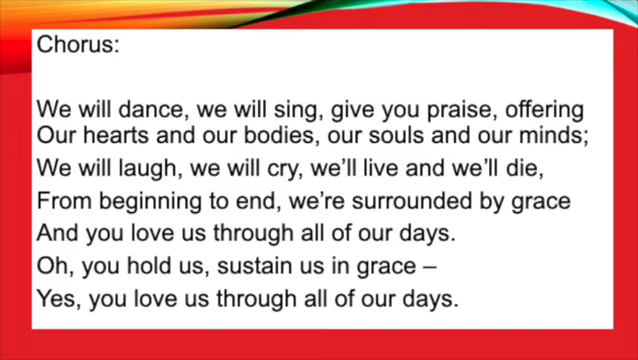 Chorus:
We will dance, we will sing, give you praise, offering
Our hearts and our bodies, our souls and our minds;
We will laugh, we will cry, we'll live and we'll die,
From beginning to end, we're surrounded by grace
And you love us through all of our days.
Oh, you hold us, sustain us in grace –
Yes, you love us through all of our days.